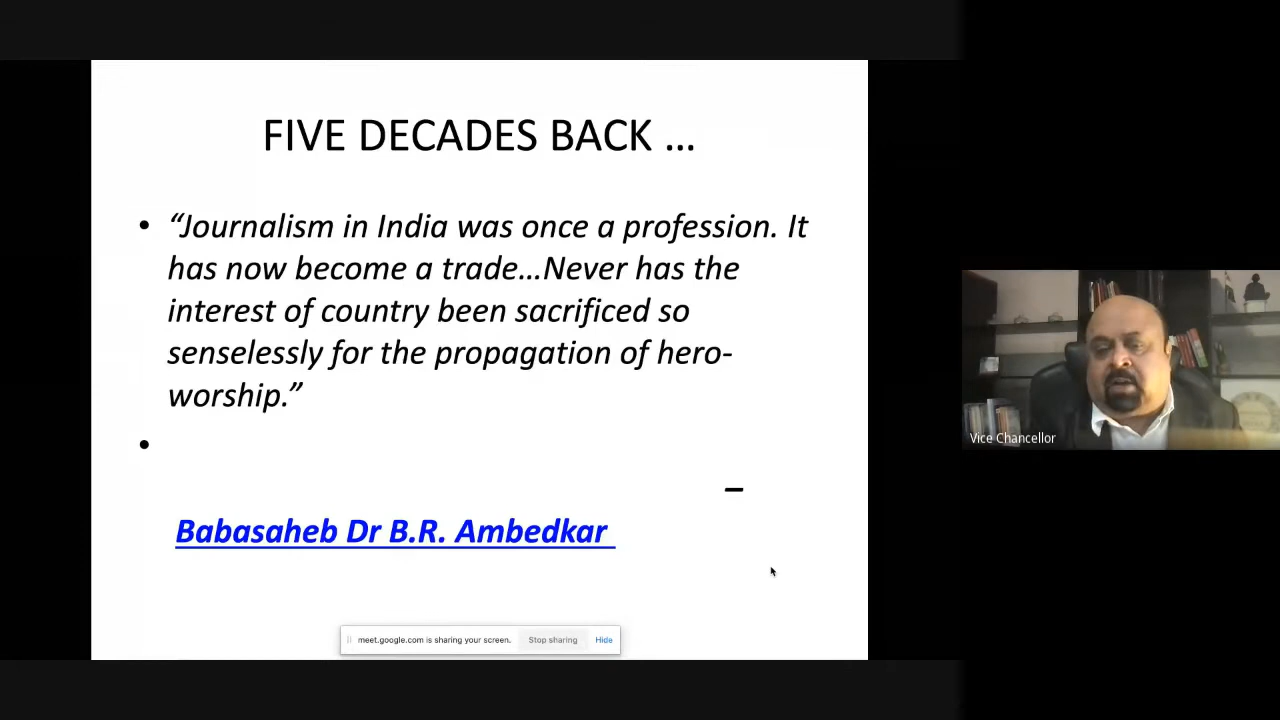 FIVE DECADES BACK ...
• “Journalism in India was once a profession. It
has now become a trade…Never has the
interest of country been sacrificed so
senselessly for the propagation of hero-
worship.”
•
–
Babasaheb Dr B.R. Ambedkar
Vice Chancellor
meet.google.com is sharing your screen. Stop sharing Hide